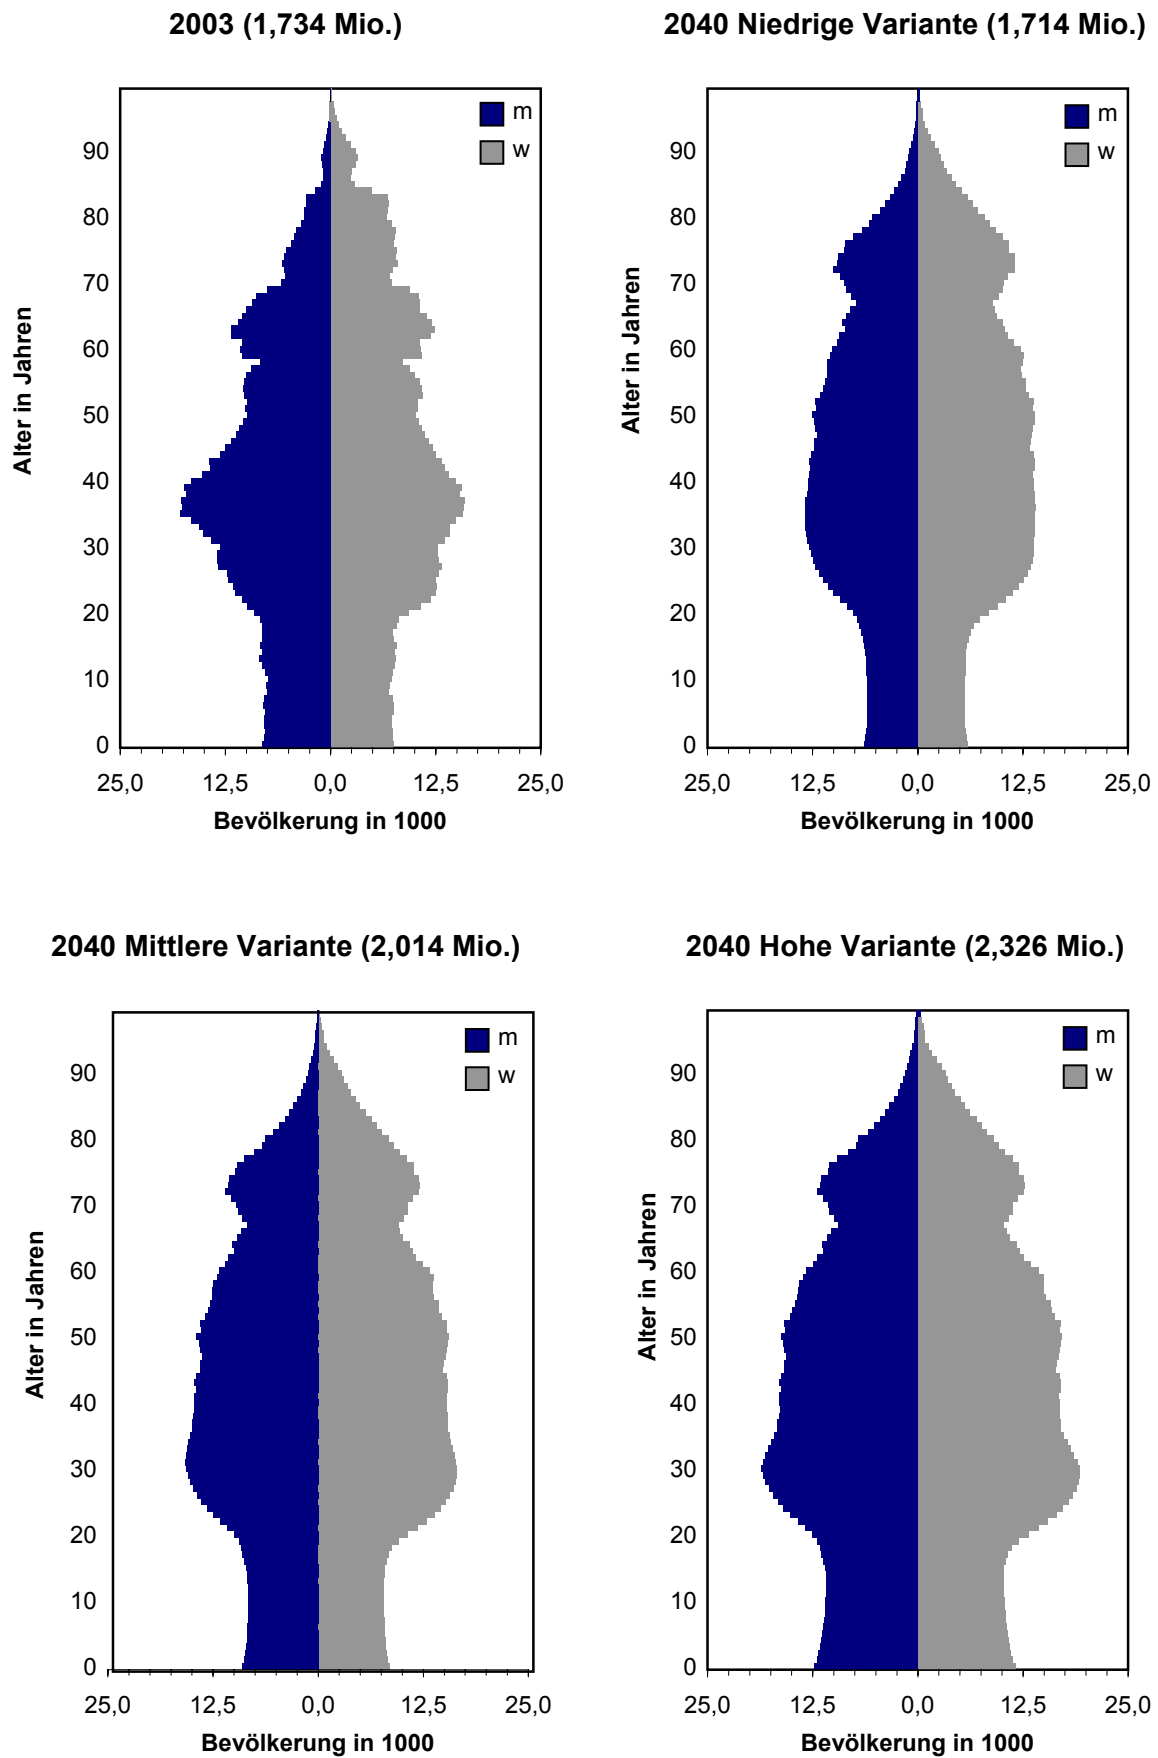 2003 (1,734 Mio.)
m
w
90
80
70
60
50
40
30
20
10
0
Alter in Jahren
25,0 12,5 0,0 12,5 25,0
Bevölkerung in 1000
2040 Niedrige Variante (1,714 Mio.)
m
w
90
80
70
60
50
40
30
20
10
0
Alter in Jahren
25,0 12,5 0,0 12,5 25,0
Bevölkerung in 1000
2040 Mittlere Variante (2,014 Mio.)
m
w
90
80
70
60
50
40
30
20
10
0
Alter in Jahren
25,0 12,5 0,0 12,5 25,0
Bevölkerung in 1000
2040 Hohe Variante (2,326 Mio.)
m
w
90
80
70
60
50
40
30
20
10
0
Alter in Jahren
25,0 12,5 0,0 12,5 25,0
Bevölkerung in 1000